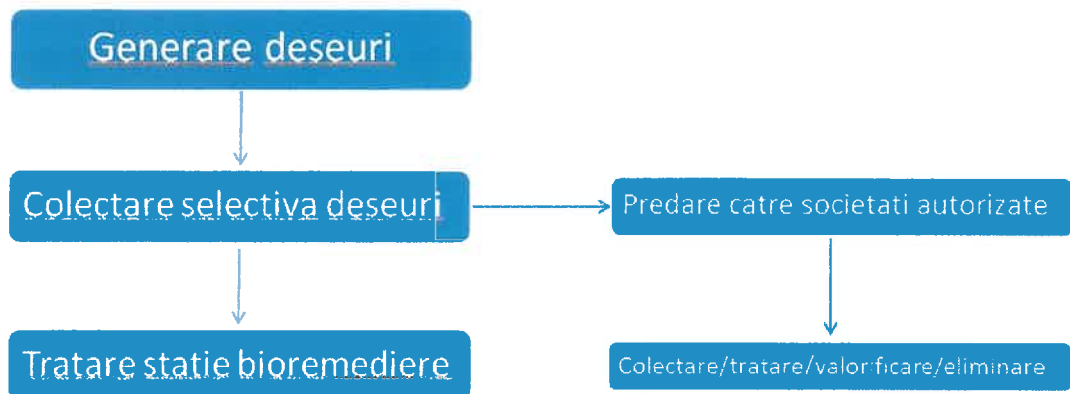 Generare deseuri
Colectare selectiva deseuri
Predare catre societati autorizate
Tratare statie bioremediere
Colectare/tratare/valorificare/eliminare